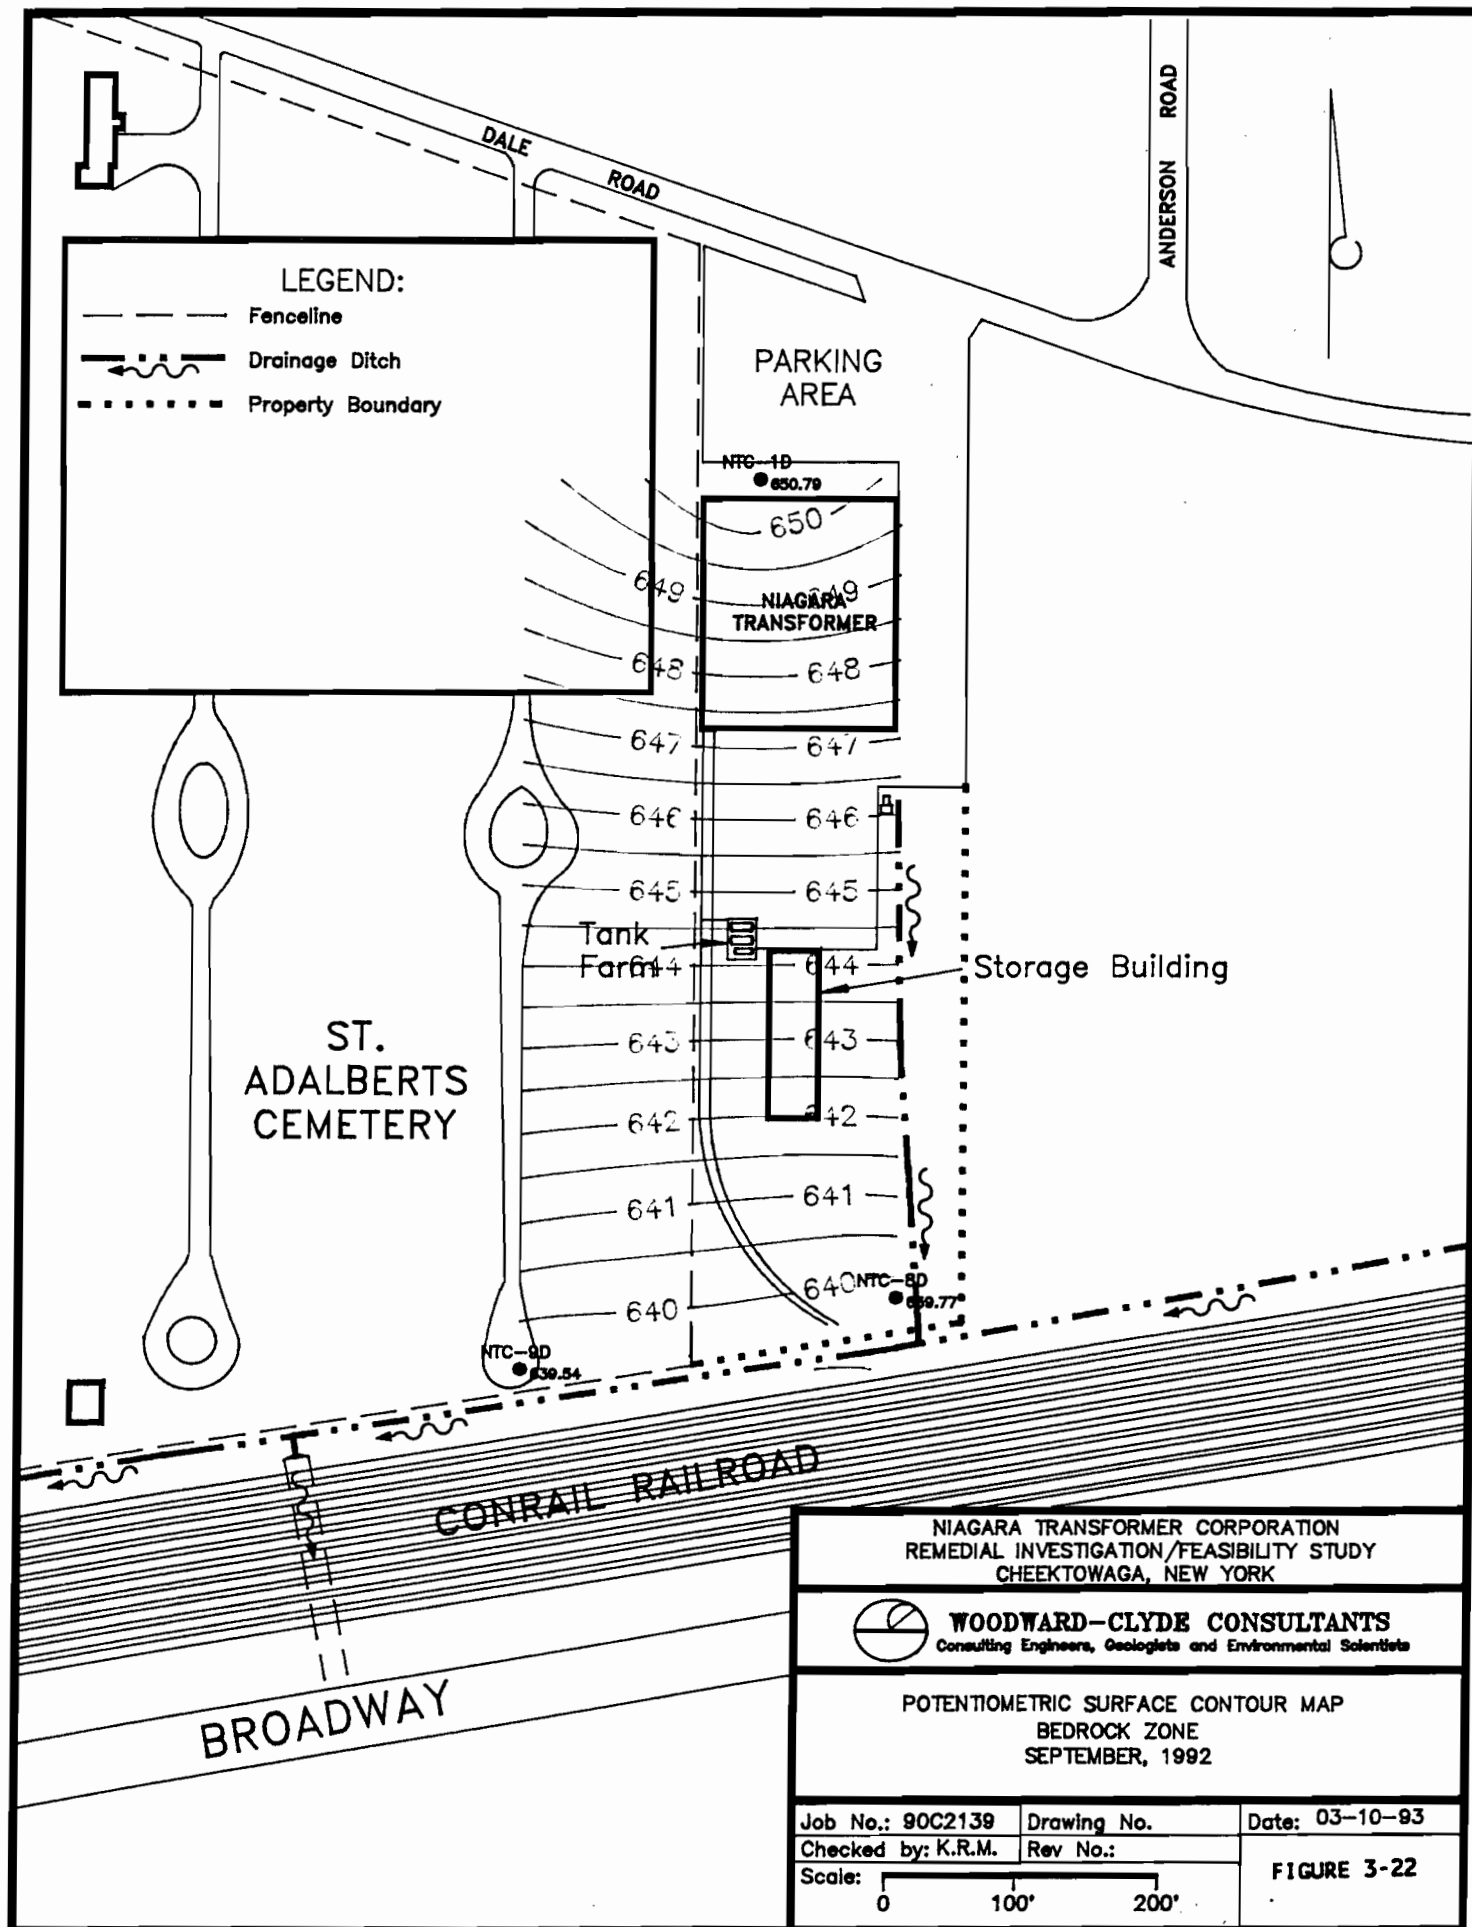 DALE
ROAD
ANDERSON ROAD
LEGEND:
Fenceline
Drainage Ditch
Property Boundary
PARKING
AREA
NTC-1D
650.79
650
649
649
NIAGARA
TRANSFORMER
648
648
647
647
646
646
645
645
Tank
Farm
644
644
Storage Building
643
643
ST.
ADALBERTS
CEMETERY
642
642
641
641
640
640
NTC-8D
639.77
NTC-9D
639.54
CONRAIL RAILROAD
BROADWAY
NIAGARA TRANSFORMER CORPORATION
REMEDIAL INVESTIGATION/FEASIBILITY STUDY
CHEEKTOWAGA, NEW YORK
WOODWARD-CLYDE CONSULTANTS
Consulting Engineers, Geologists and Environmental Scientists
POTENTIOMETRIC SURFACE CONTOUR MAP
BEDROCK ZONE
SEPTEMBER, 1992
Job No.: 90C2139
Drawing No.
Date: 03-10-93
Checked by: K.R.M.
Rev No.:
Scale:
0 100' 200'
FIGURE 3-22